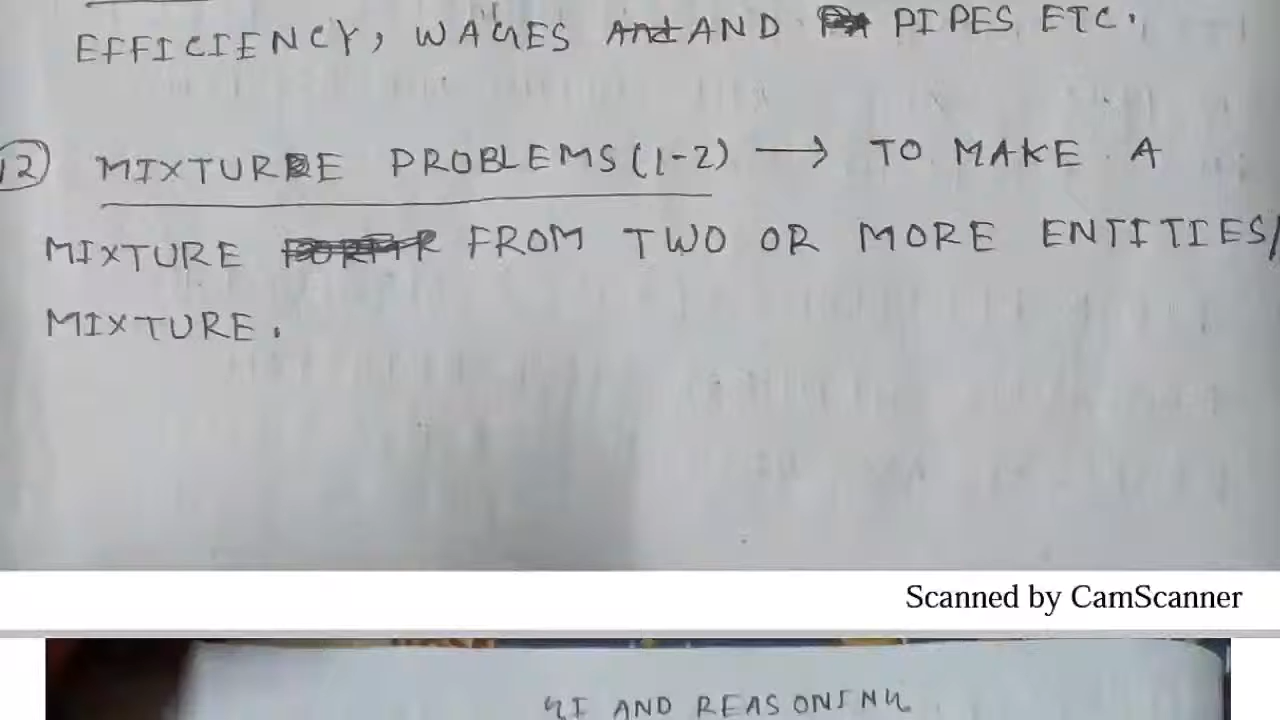 EFFICIENCY, WAGES AND PIPES ETC.
12 MIXTURE PROBLEMS (1-2) → TO MAKE A
MIXTURE FROM TWO OR MORE ENTITIES/
MIXTURE.
Scanned by CamScanner
GI AND REASONING